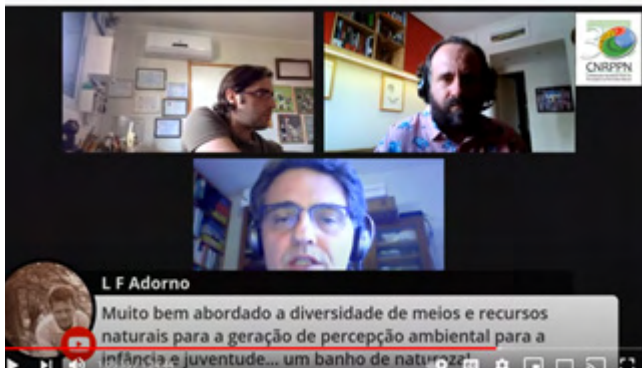 CNRPPN
L F Adorno
Muito bem abordado a diversidade de meios e recursos
naturais para a geração de percepção ambiental para a
infância e juventude... um banho de natureza!